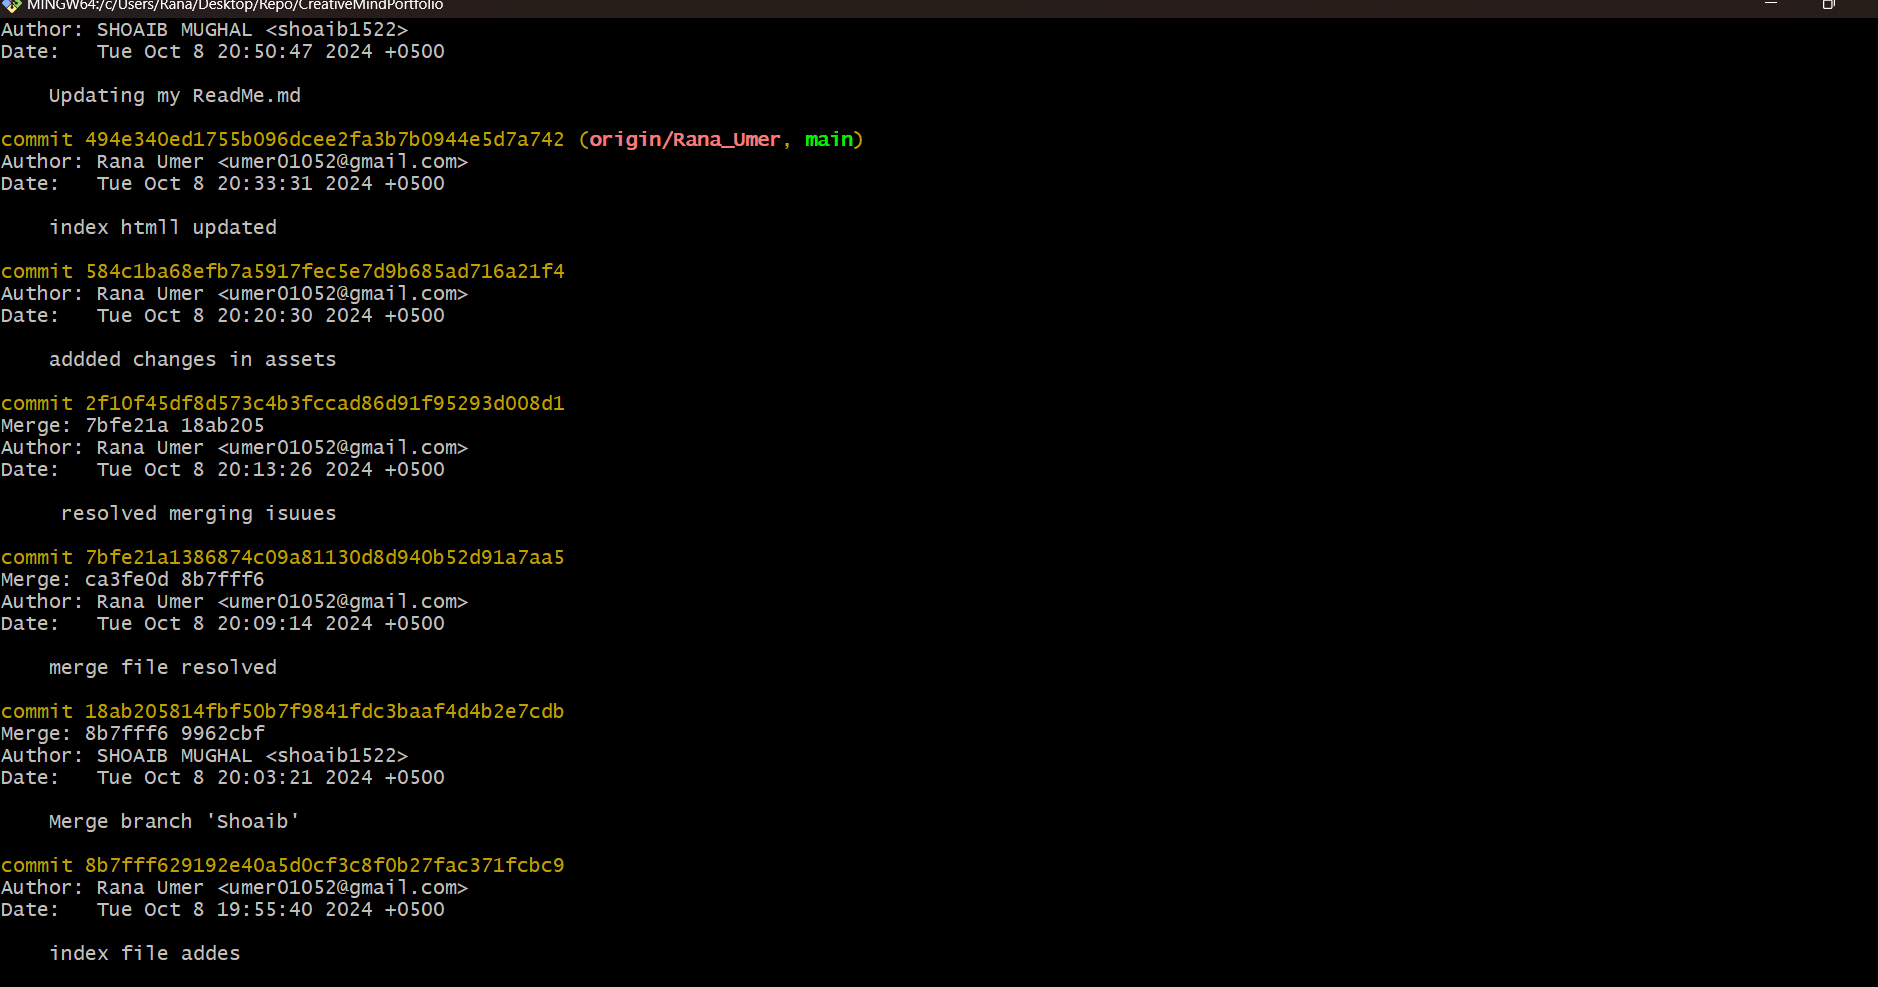 MINGW64:/c/Users/Rana/Desktop/Repo/CreativeMindPortfolio
Author: SHOAIB MUGHAL <shoaib1522>
Date:   Tue Oct 8 20:50:47 2024 +0500
Updating my ReadMe.md
commit 494e340ed1755b096dcee2fa3b7b0944e5d7a742 (origin/Rana_Umer, main)
Author: Rana Umer <umer01052@gmail.com>
Date:   Tue Oct 8 20:33:31 2024 +0500
index htmll updated
commit 584c1ba68efb7a5917fec5e7d9b685ad716a21f4
Author: Rana Umer <umer01052@gmail.com>
Date:   Tue Oct 8 20:20:30 2024 +0500
addded changes in assets
commit 2f10f45df8d573c4b3fccad86d91f95293d008d1
Merge: 7bfe21a 18ab205
Author: Rana Umer <umer01052@gmail.com>
Date:   Tue Oct 8 20:13:26 2024 +0500
resolved merging isuues
commit 7bfe21a1386874c09a81130d8d940b52d91a7aa5
Merge: ca3fe0d 8b7fff6
Author: Rana Umer <umer01052@gmail.com>
Date:   Tue Oct 8 20:09:14 2024 +0500
merge file resolved
commit 18ab205814fbf50b7f9841fdc3baaf4d4b2e7cdb
Merge: 8b7fff6 9962cbf
Author: SHOAIB MUGHAL <shoaib1522>
Date:   Tue Oct 8 20:03:21 2024 +0500
Merge branch 'Shoaib'
commit 8b7fff629192e40a5d0cf3c8f0b27fac371fcbc9
Author: Rana Umer <umer01052@gmail.com>
Date:   Tue Oct 8 19:55:40 2024 +0500
index file addes